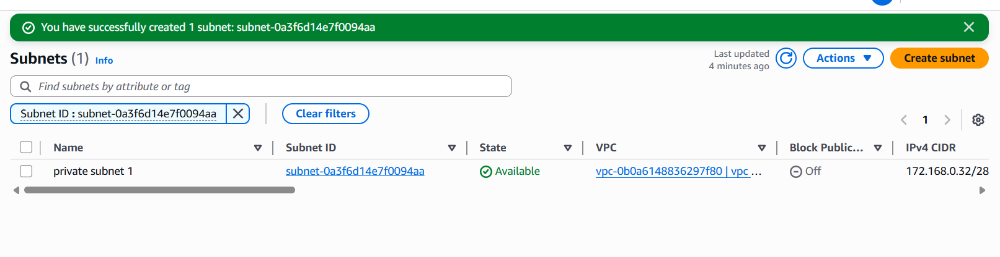 You have successfully created 1 subnet: subnet-0a3f6d14e7f0094aa
Subnets (1) Info
Last updated
4 minutes ago
Actions
Create subnet
Find subnets by attribute or tag
Subnet ID : subnet-0a3f6d14e7f0094aa
Clear filters
1
Name Subnet ID State VPC Block Public... IPv4 CIDR
private subnet 1 subnet-0a3f6d14e7f0094aa Available vpc-0b0a6148836297f80 | vpc ... Off 172.168.0.32/28